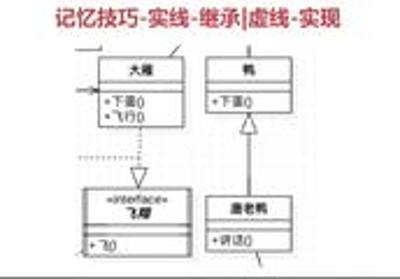 记忆技巧-实线-继承|虚线-实现
大雁
+下蛋()
+飞行()
鸭
+下蛋()
«interface»
飞翔
+飞()
唐老鸭
+讲话()